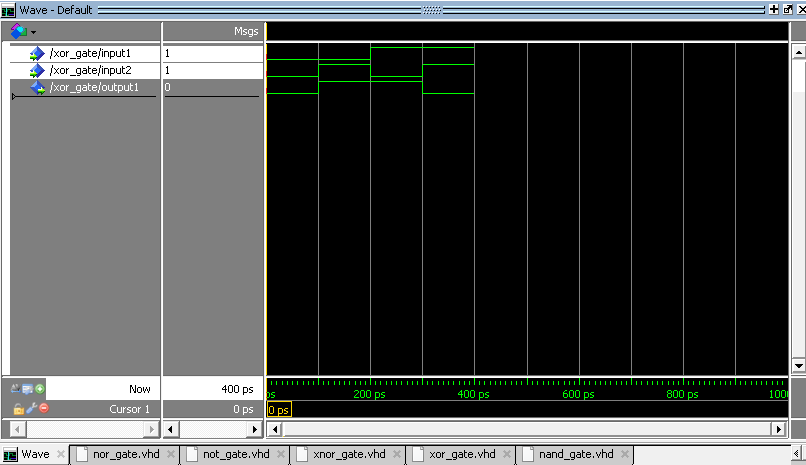 Wave - Default
Msgs
/xor_gate/input1 1
/xor_gate/input2 1
/xor_gate/output1 0
Now 400 ps
ps 200 ps 400 ps 600 ps 800 ps 1000
Cursor 1 0 ps
0 ps
Wave nor_gate.vhd not_gate.vhd xnor_gate.vhd xor_gate.vhd nand_gate.vhd